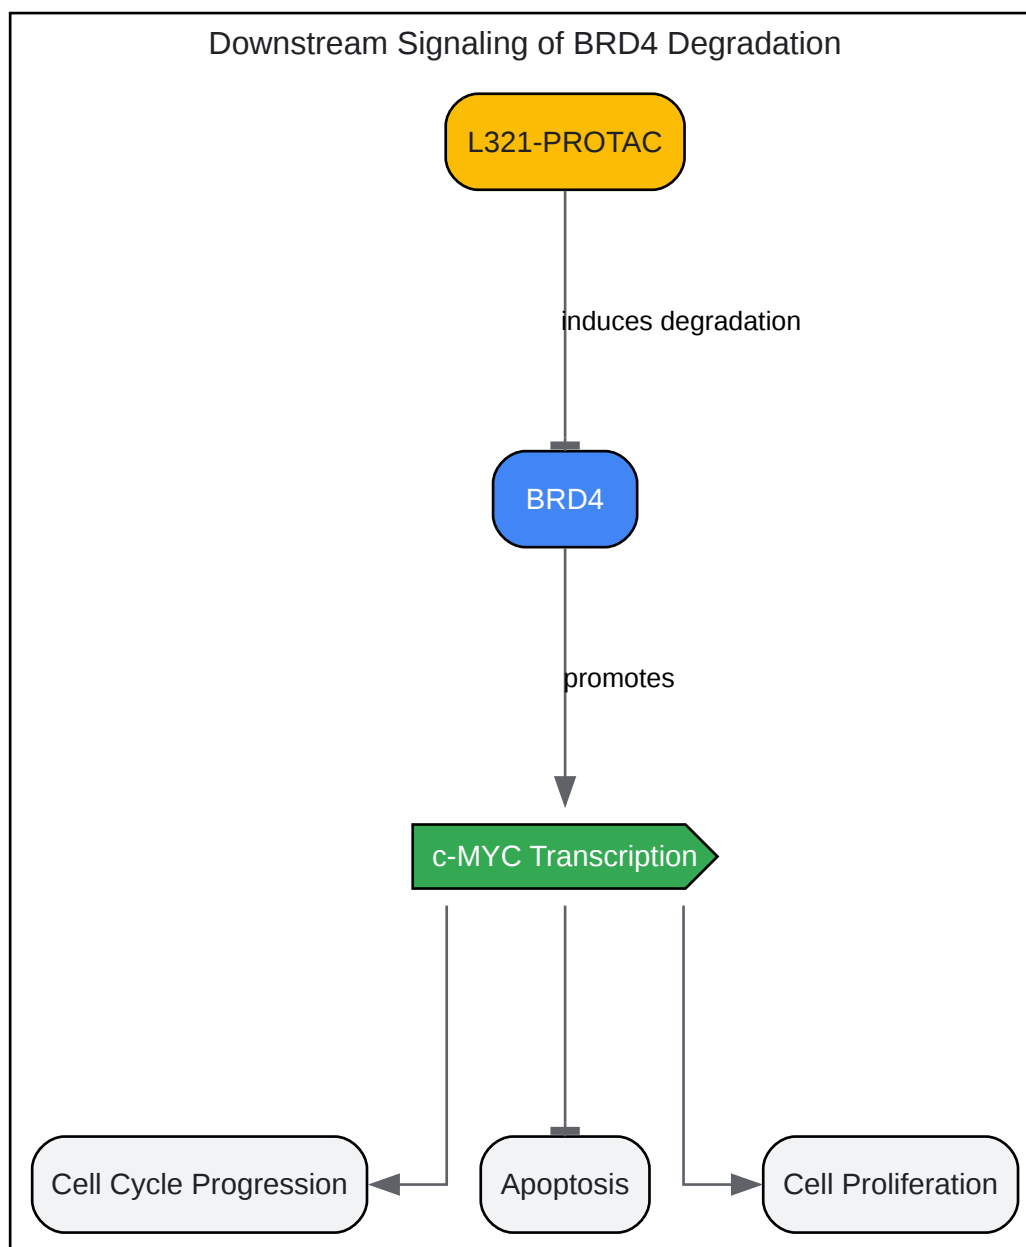 Downstream Signaling of BRD4 Degradation
L321-PROTAC
induces degradation
BRD4
promotes
c-MYC Transcription
Cell Cycle Progression
Apoptosis
Cell Proliferation